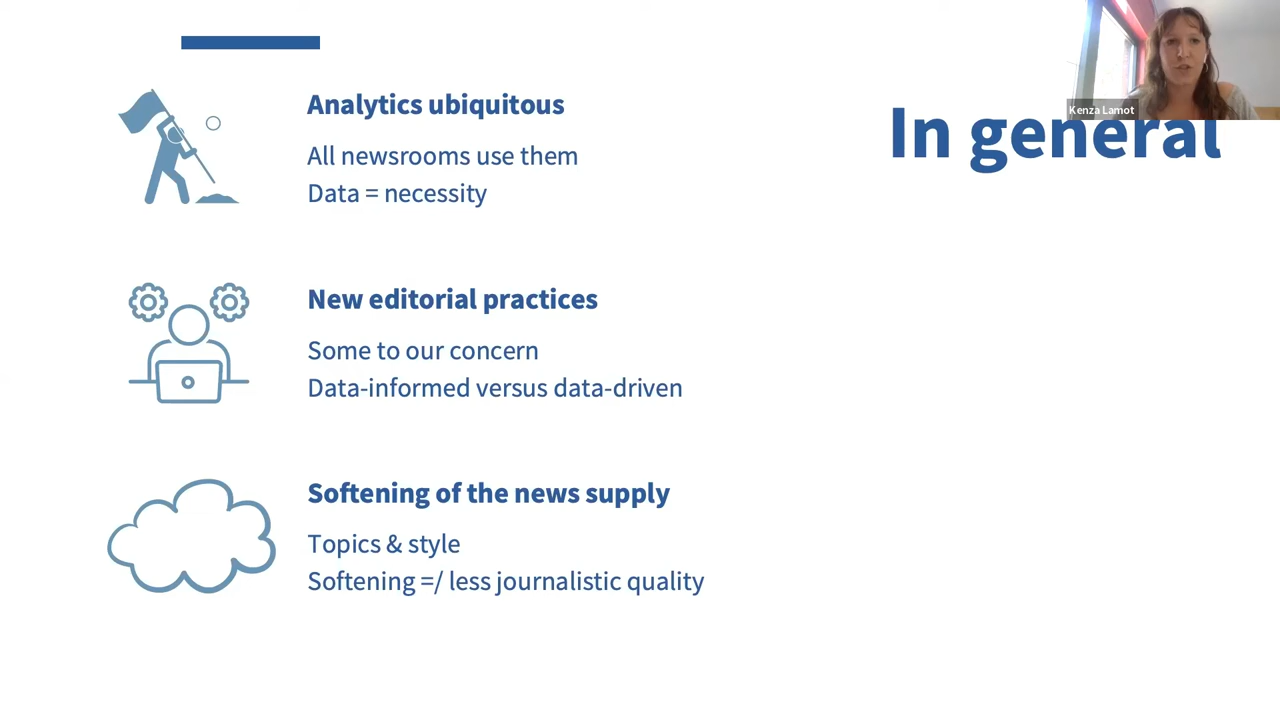 Kenza Lamot
In general
Analytics ubiquitous
All newsrooms use them
Data = necessity
New editorial practices
Some to our concern
Data-informed versus data-driven
Softening of the news supply
Topics & style
Softening =/ less journalistic quality